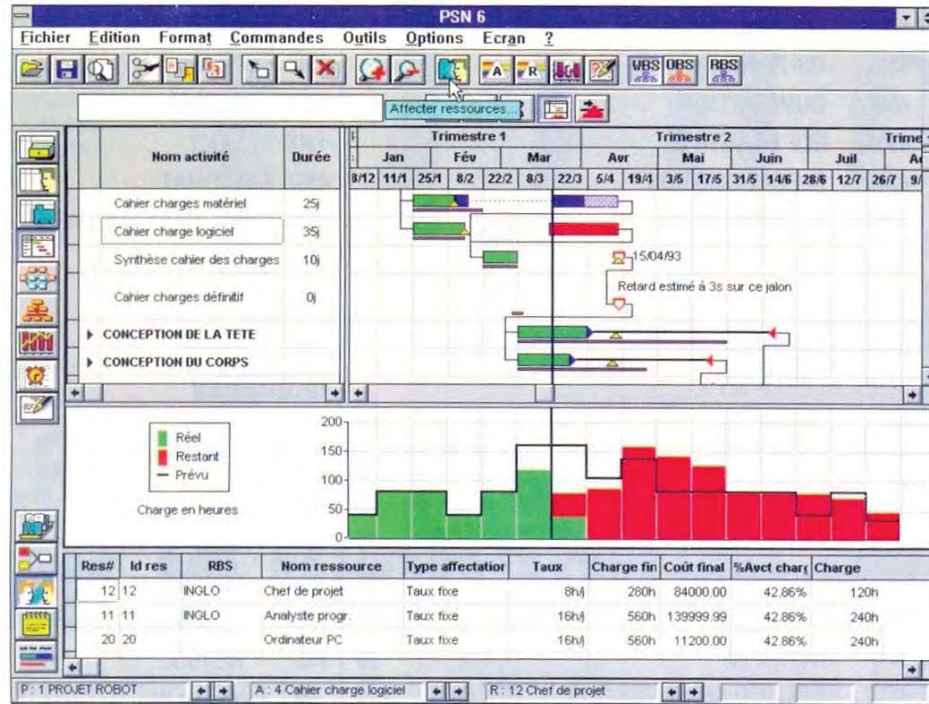 PSN 6
Fichier Edition Format Commandes Outils Options Ecran ?
A R WBS OBS RBS
Affecter ressources...
Nom activité Durée
Trimestre 1 Trimestre 2 Trime
Jan Fév Mar Avr Mai Juin Juil
8/12 11/1 25/1 8/2 22/2 8/3 22/3 5/4 19/4 3/5 17/5 31/5 14/6 28/6 12/7 26/7 9/
Cahier charges matériel 25j
Cahier charge logiciel 35j
Synthèse cahier des charges 10j
15/04/93
Retard estimé à 3s sur ce jalon
Cahier charges définitif 0j
CONCEPTION DE LA TETE
CONCEPTION DU CORPS
Réel
Restant
Prévu
Charge en heures
200
150
100
50
0
Res# Id res RBS Nom ressource Type affectation Taux Charge fin Coût final %Avct charg Charge
12 12 INGLO Chef de projet Taux fixe 8h/j 280h 84000.00 42.86% 120h
11 11 INGLO Analyste progr. Taux fixe 16h/j 560h 139999.99 42.86% 240h
20 20 Ordinateur PC Taux fixe 16h/j 560h 11200.00 42.86% 240h
P : 1 PROJET ROBOT A : 4 Cahier charge logiciel R : 12 Chef de projet